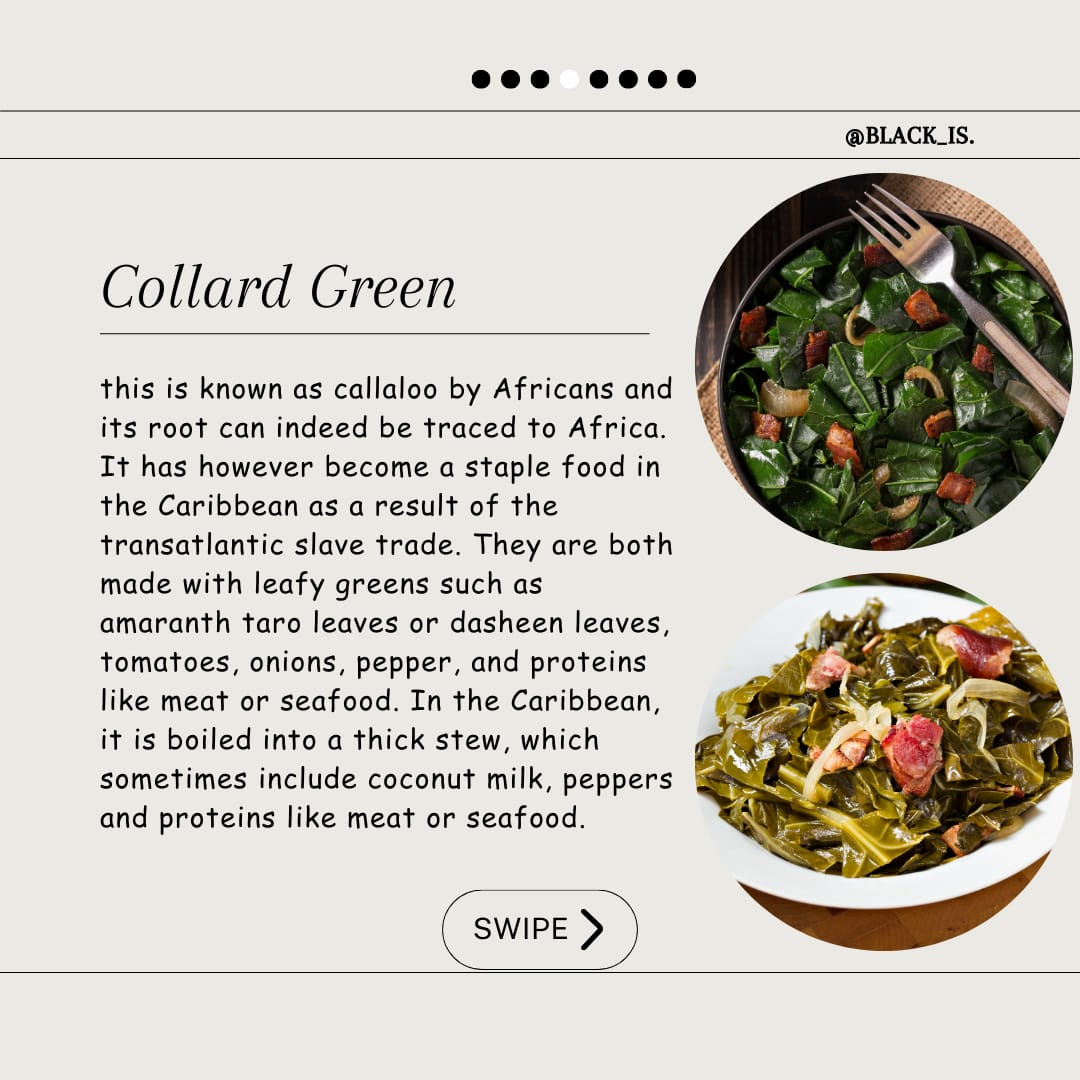 @BLACK_IS.
Collard Green
this is known as callaloo by Africans and
its root can indeed be traced to Africa.
It has however become a staple food in
the Caribbean as a result of the
transatlantic slave trade. They are both
made with leafy greens such as
amaranth taro leaves or dasheen leaves,
tomatoes, onions, pepper, and proteins
like meat or seafood. In the Caribbean,
it is boiled into a thick stew, which
sometimes include coconut milk, peppers
and proteins like meat or seafood.
SWIPE